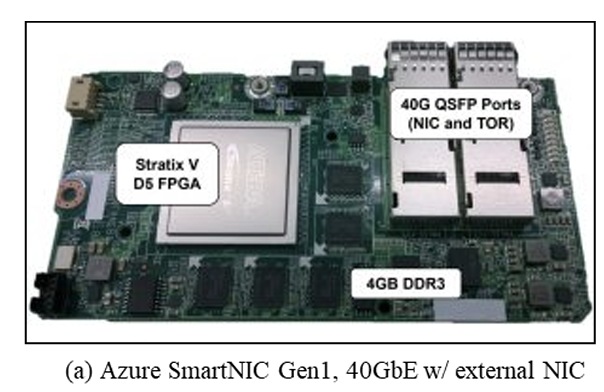 40G QSFP Ports
(NIC and TOR)
Stratix V
D5 FPGA
4GB DDR3
(a) Azure SmartNIC Gen1, 40GbE w/ external NIC